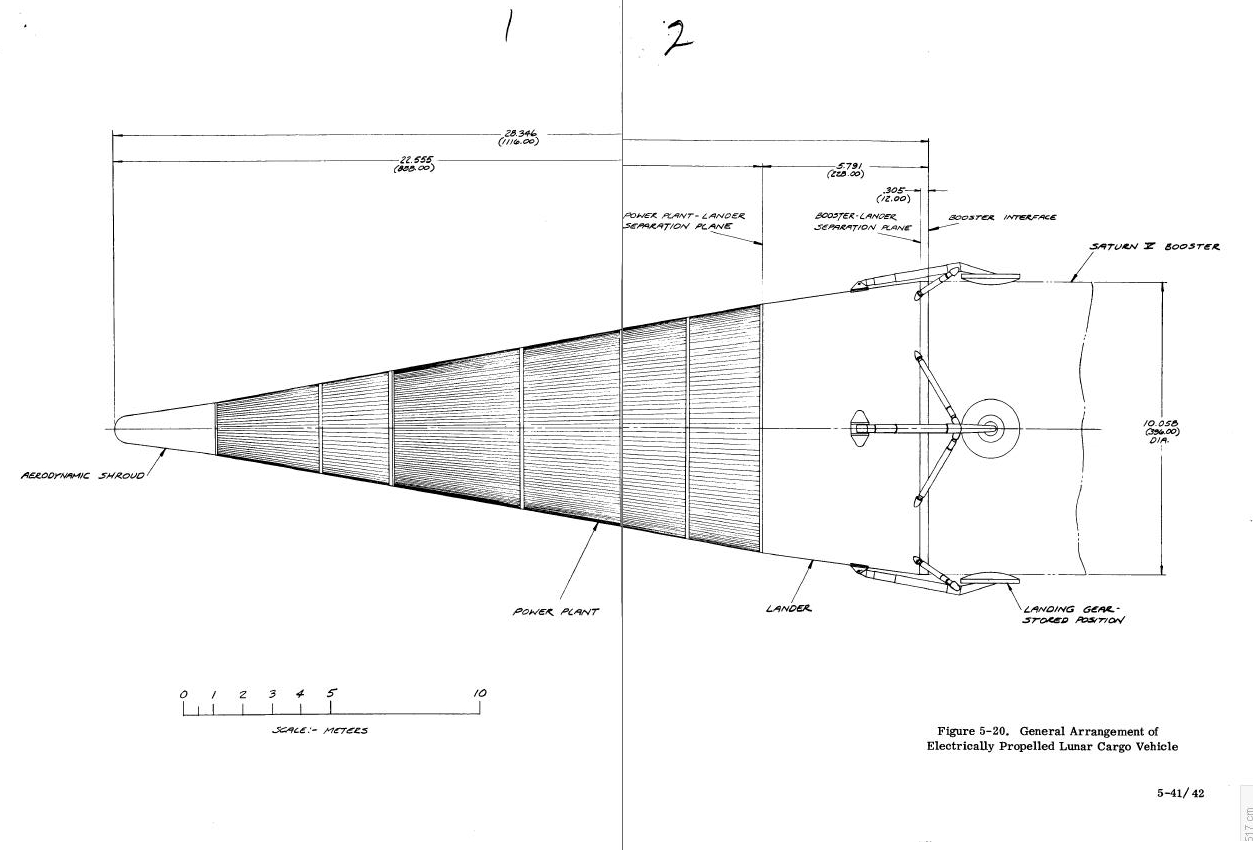 1
2
28.346
(1116.00)
22.555
(888.00)
5.791
(228.00)
.305
(12.00)
POWER PLANT-LANDER
SEPARATION PLANE
BOOSTER-LANDER
SEPARATION PLANE
BOOSTER INTERFACE
SATURN V BOOSTER
10.058
(396.00)
DIA.
AERODYNAMIC SHROUD
POWER PLANT
LANDER
LANDING GEAR-
STORED POSITION
0 1 2 3 4 5 10
SCALE:- METERS
Figure 5-20. General Arrangement of
Electrically Propelled Lunar Cargo Vehicle
5-41/42
517 cm